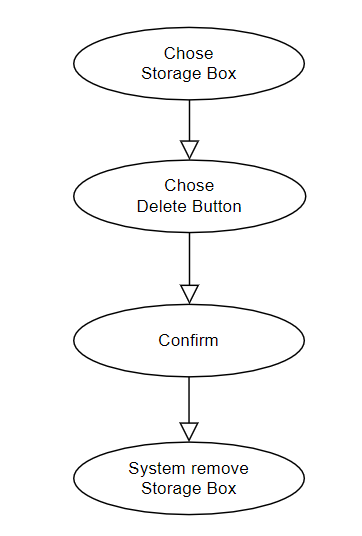 Chose
Storage Box
Chose
Delete Button
Confirm
System remove
Storage Box